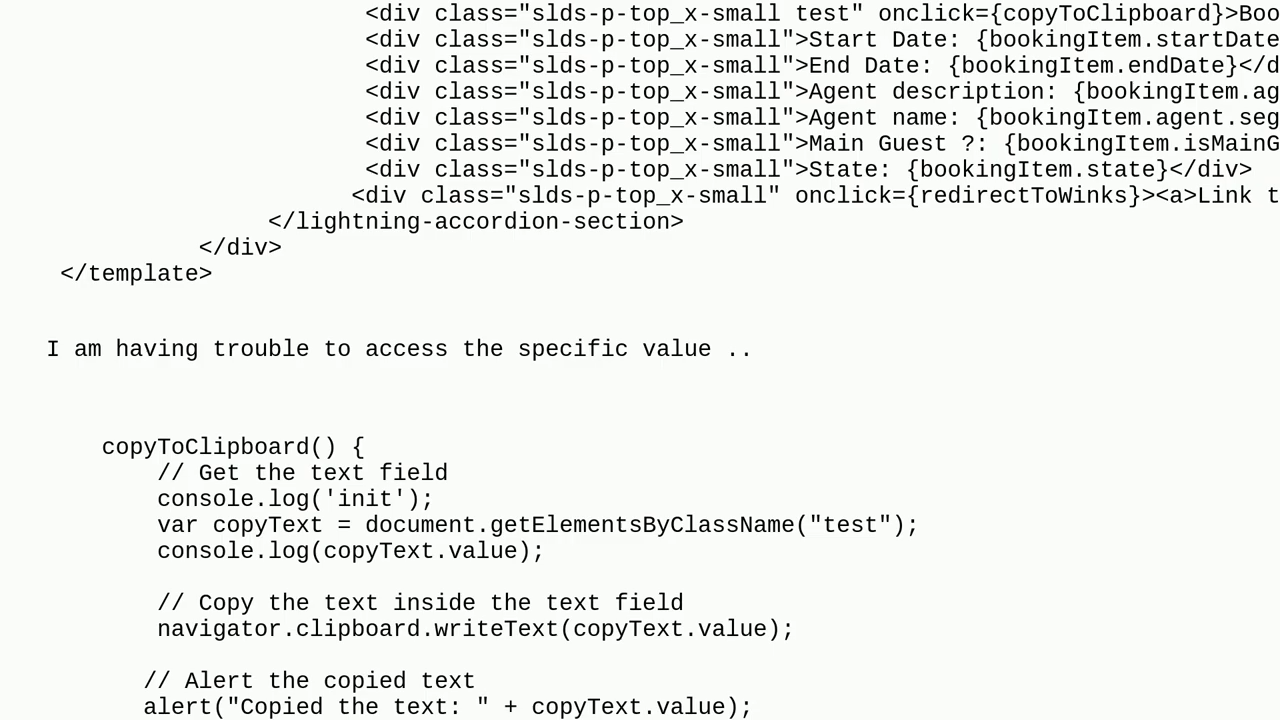 <div class="slds-p-top_x-small test" onclick={copyToClipboard}>Boo
<div class="slds-p-top_x-small">Start Date: {bookingItem.startDate
<div class="slds-p-top_x-small">End Date: {bookingItem.endDate}</d
<div class="slds-p-top_x-small">Agent description: {bookingItem.ag
<div class="slds-p-top_x-small">Agent name: {bookingItem.agent.seg
<div class="slds-p-top_x-small">Main Guest ?: {bookingItem.isMainG
<div class="slds-p-top_x-small">State: {bookingItem.state}</div>
<div class="slds-p-top_x-small" onclick={redirectToWinks}><a>Link t
</lightning-accordion-section>
</div>
</template>
I am having trouble to access the specific value ..
copyToClipboard() {
// Get the text field
console.log('init');
var copyText = document.getElementsByClassName("test");
console.log(copyText.value);
// Copy the text inside the text field
navigator.clipboard.writeText(copyText.value);
// Alert the copied text
alert("Copied the text: " + copyText.value);